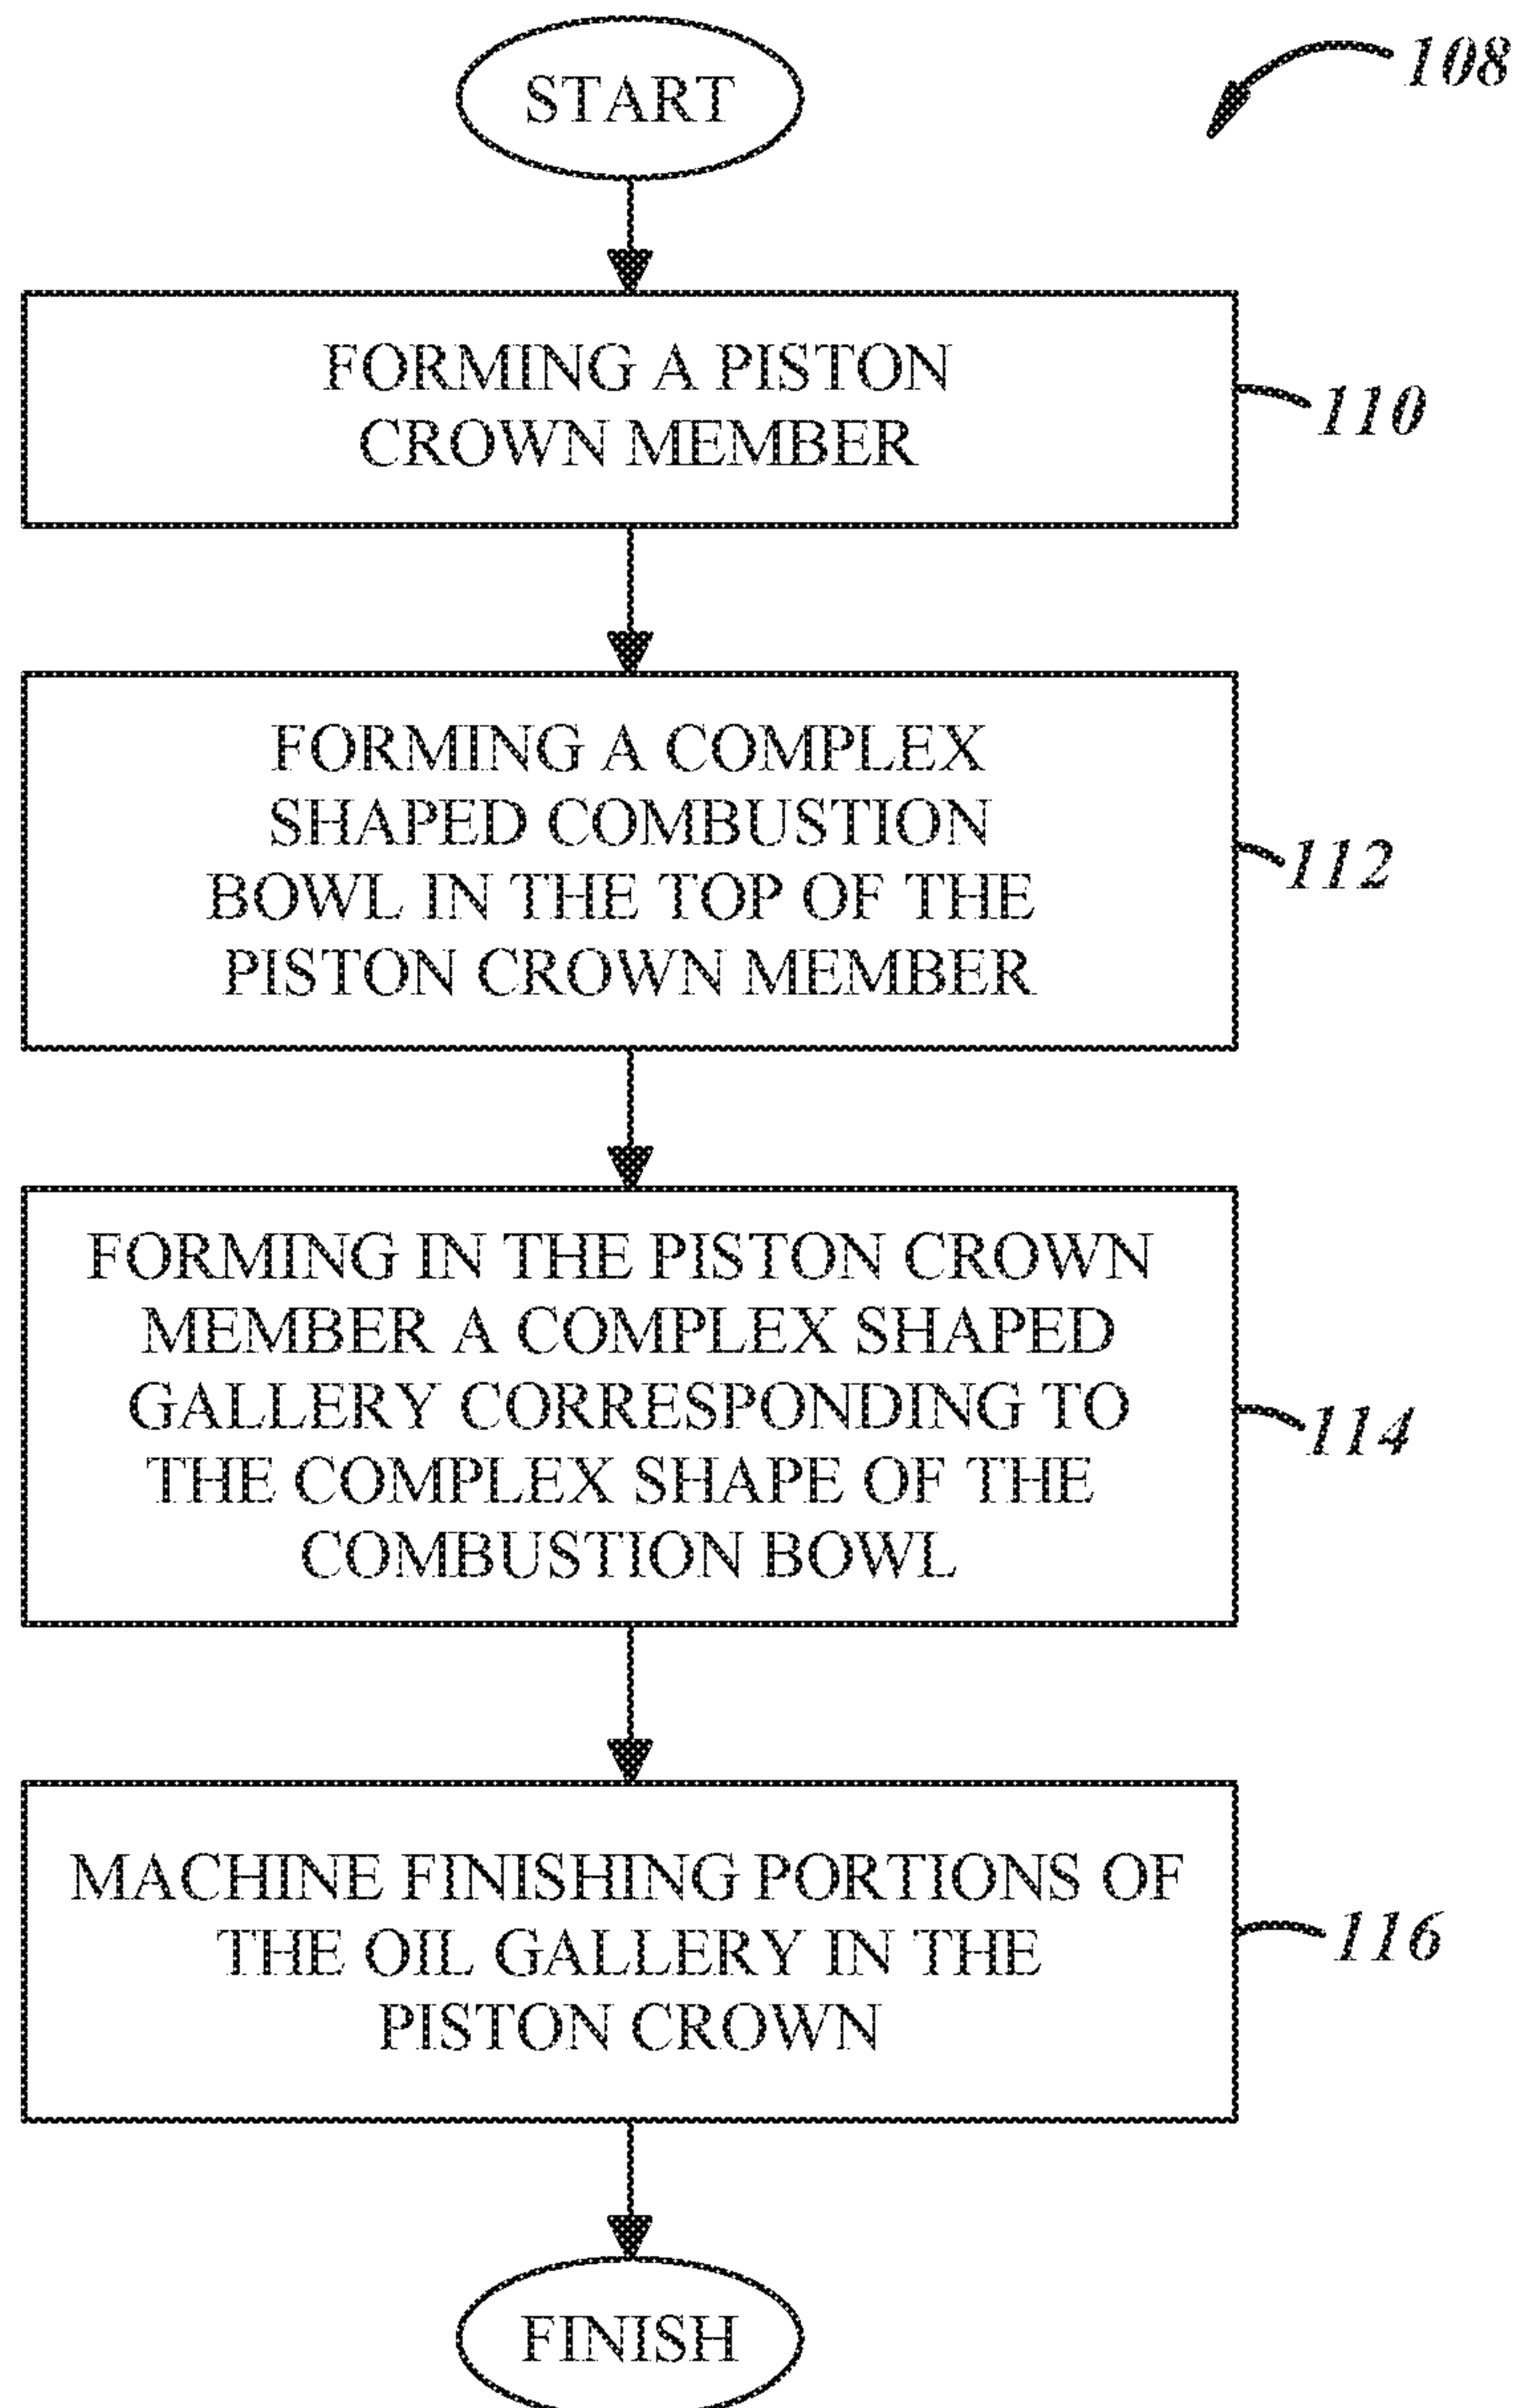 START
108
FORMING A PISTON
CROWN MEMBER
110
FORMING A COMPLEX
SHAPED COMBUSTION
BOWL IN THE TOP OF THE
PISTON CROWN MEMBER
112
FORMING IN THE PISTON CROWN
MEMBER A COMPLEX SHAPED
GALLERY CORRESPONDING TO
THE COMPLEX SHAPE OF THE
COMBUSTION BOWL
114
MACHINE FINISHING PORTIONS OF
THE OIL GALLERY IN THE
PISTON CROWN
116
FINISH